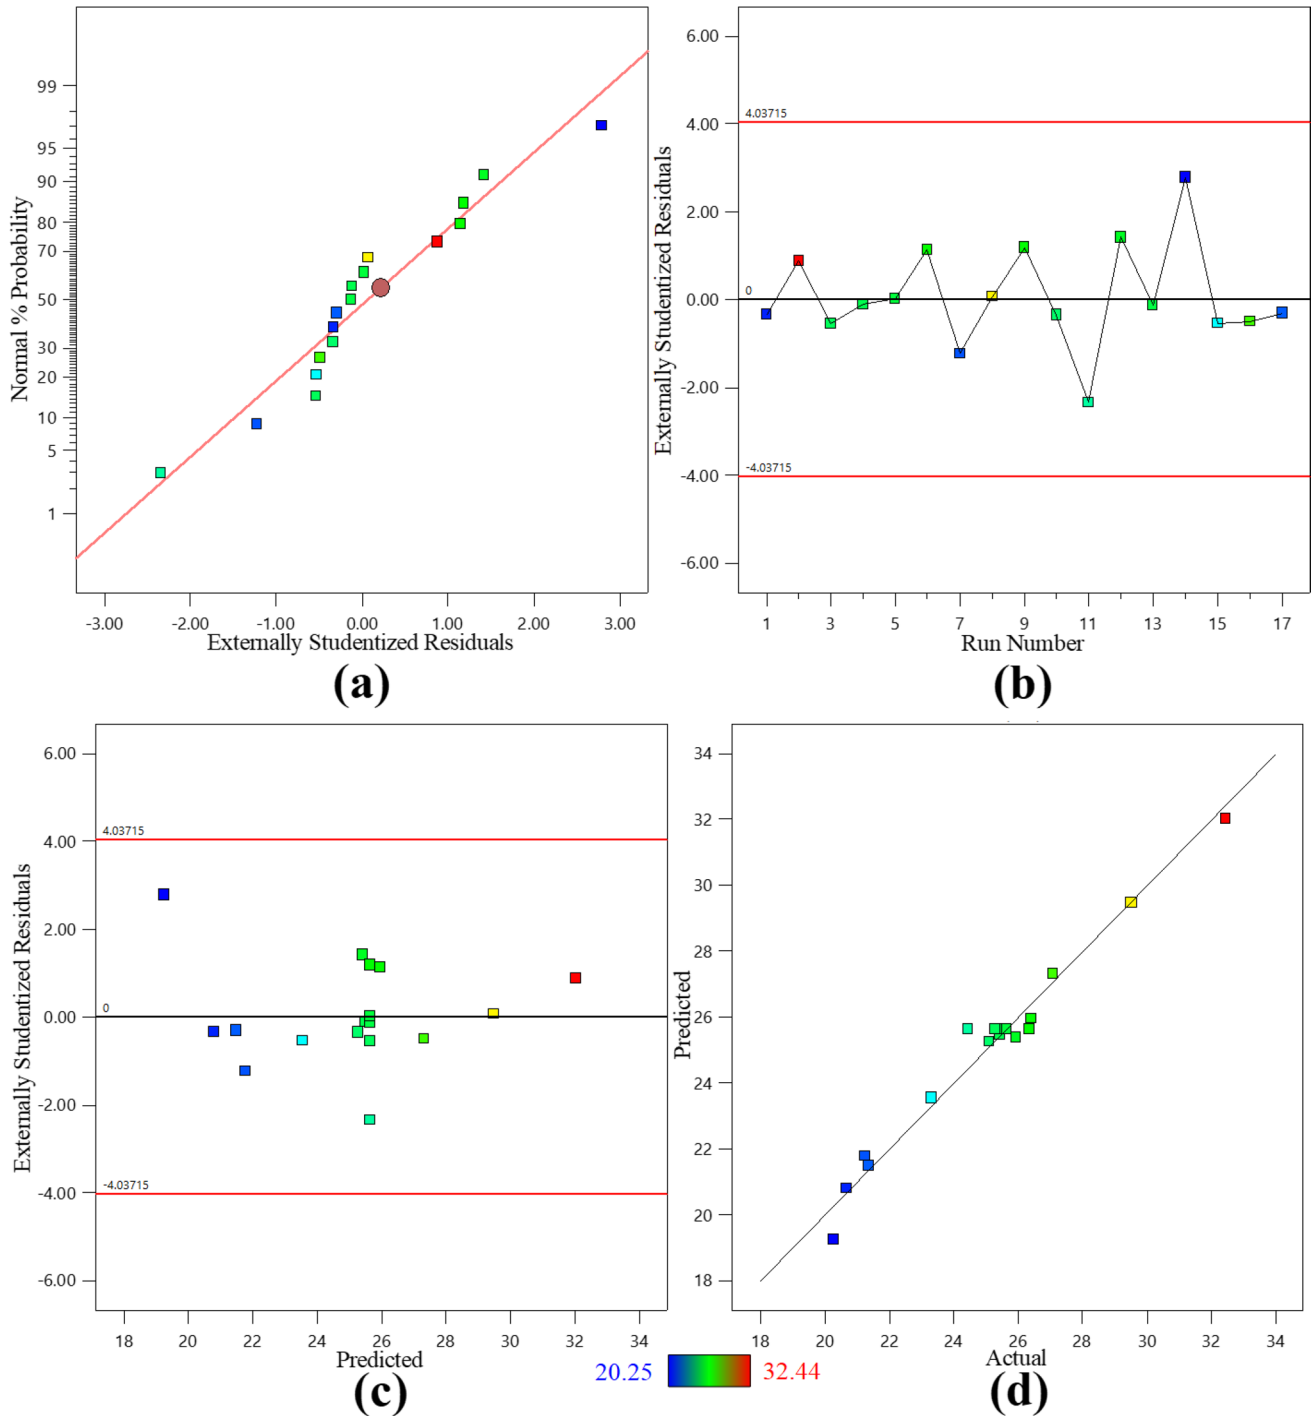 Normal % Probability
99
95
90
80
70
50
30
20
10
5
1
-3.00 -2.00 -1.00 0.00 1.00 2.00 3.00
Externally Studentized Residuals
(a)
Externally Studentized Residuals
6.00
4.00
2.00
0.00
-2.00
-4.00
-6.00
4.03715
0
-4.03715
1 3 5 7 9 11 13 15 17
Run Number
(b)
Externally Studentized Residuals
6.00
4.00
2.00
0.00
-2.00
-4.00
-6.00
4.03715
0
-4.03715
18 20 22 24 26 28 30 32 34
Predicted
(c)
Predicted
34
32
30
28
26
24
22
20
18
18 20 22 24 26 28 30 32 34
Actual
(d)
20.25 32.44